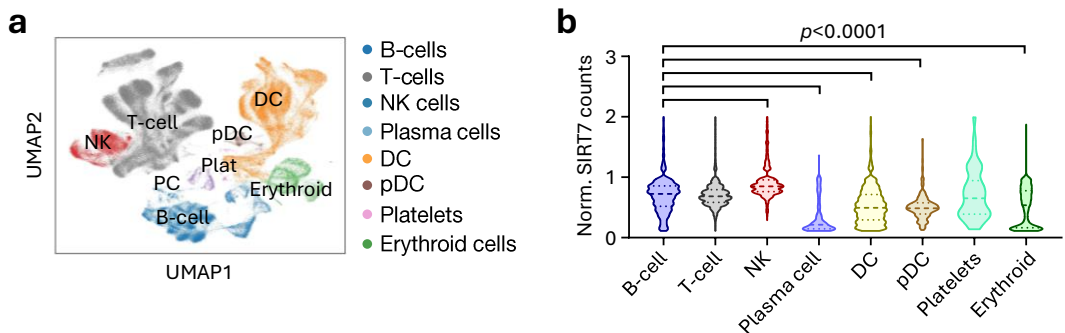 a
UMAP2
UMAP1
DC
T-cell
pDC
NK
Plat
PC
Erythroid
B-cell
B-cells
T-cells
NK cells
Plasma cells
DC
pDC
Platelets
Erythroid cells
b
p<0.0001
Norm. SIRT7 counts
3
2
1
0
B-cell
T-cell
NK
Plasma cell
DC
pDC
Platelets
Erythroid